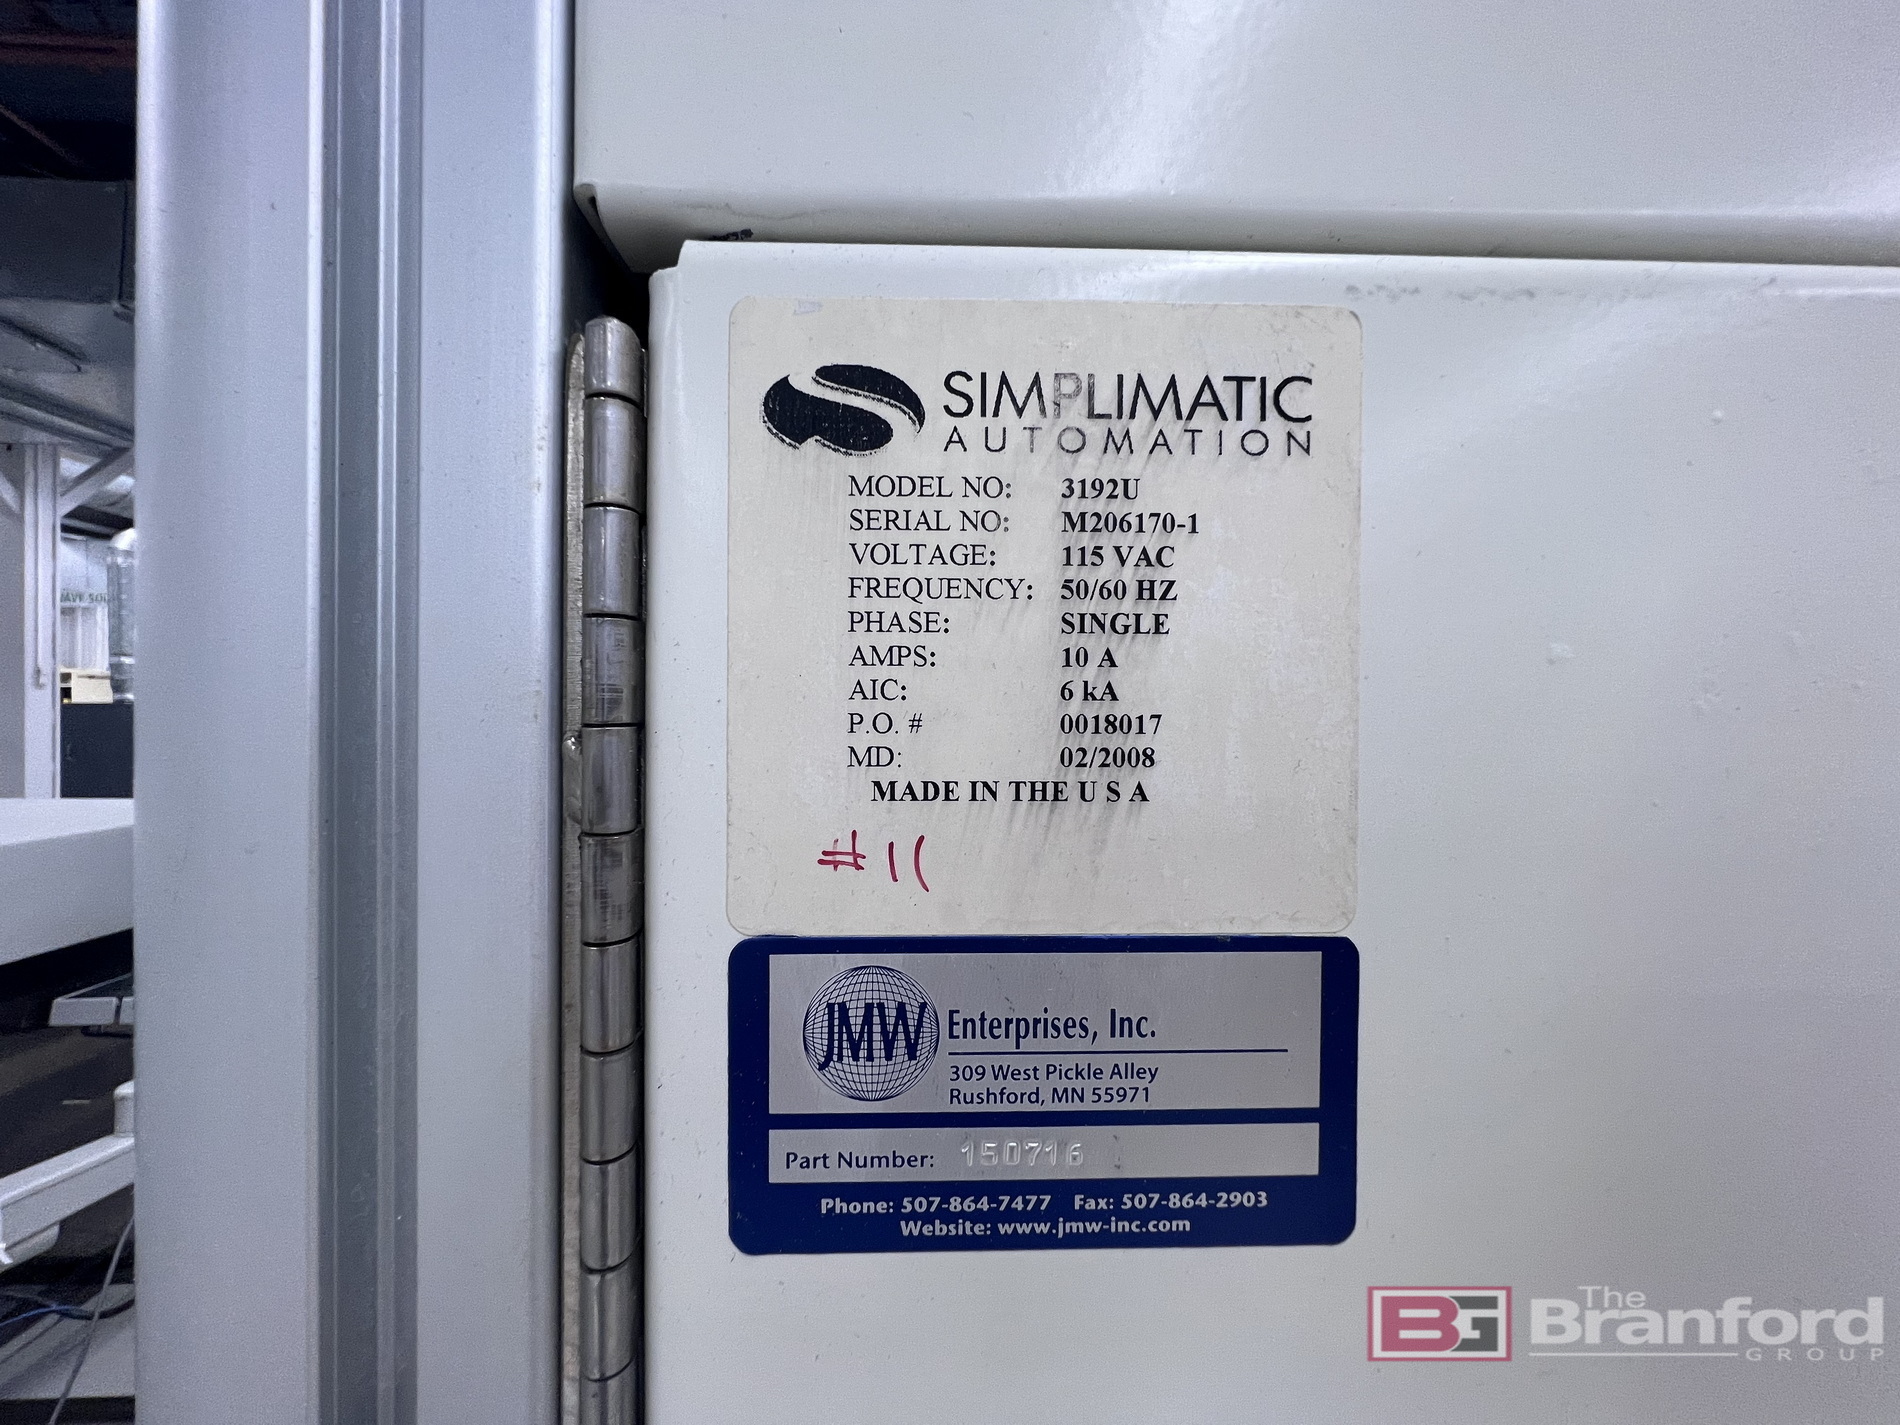 SIMPLIMATIC
AUTOMATION
MODEL NO: 3192U
SERIAL NO: M206170-1
VOLTAGE: 115 VAC
FREQUENCY: 50/60 HZ
PHASE: SINGLE
AMPS: 10 A
AIC: 6 kA
P.O. # 0018017
MD: 02/2008
MADE IN THE U S A
#11
JMW Enterprises, Inc.
309 West Pickle Alley
Rushford, MN 55971
Part Number: 150716
Phone: 507-864-7477 Fax: 507-864-2903
Website: www.jmw-inc.com
BG The
Branford
GROUP